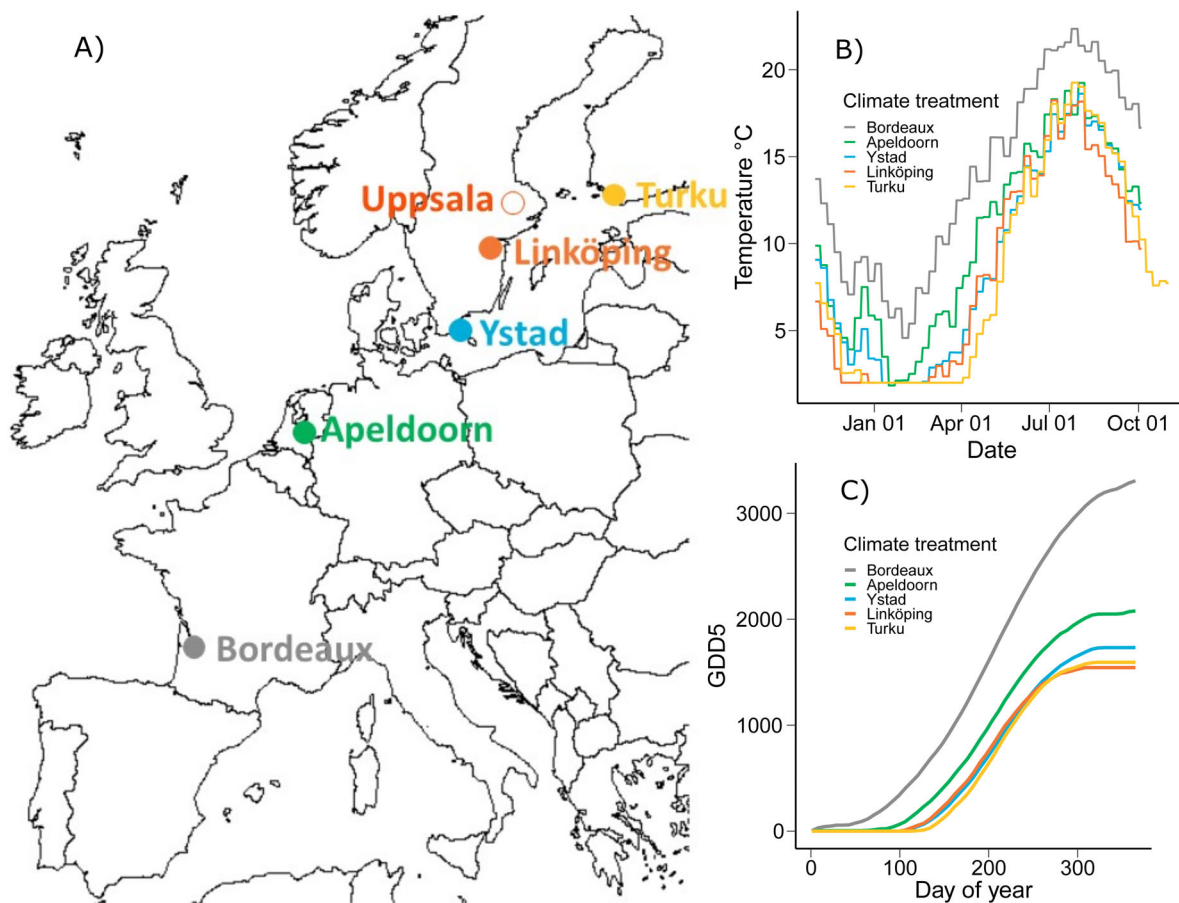 A)
Uppsala
Turku
Linköping
Ystad
Apeldoorn
Bordeaux
B)
Climate treatment
Bordeaux
Apeldoorn
Ystad
Linköping
Turku
Temperature °C
20
15
10
5
Jan 01
Apr 01
Jul 01
Oct 01
Date
C)
Climate treatment
Bordeaux
Apeldoorn
Ystad
Linköping
Turku
GDD5
3000
2000
1000
0
0
100
200
300
Day of year